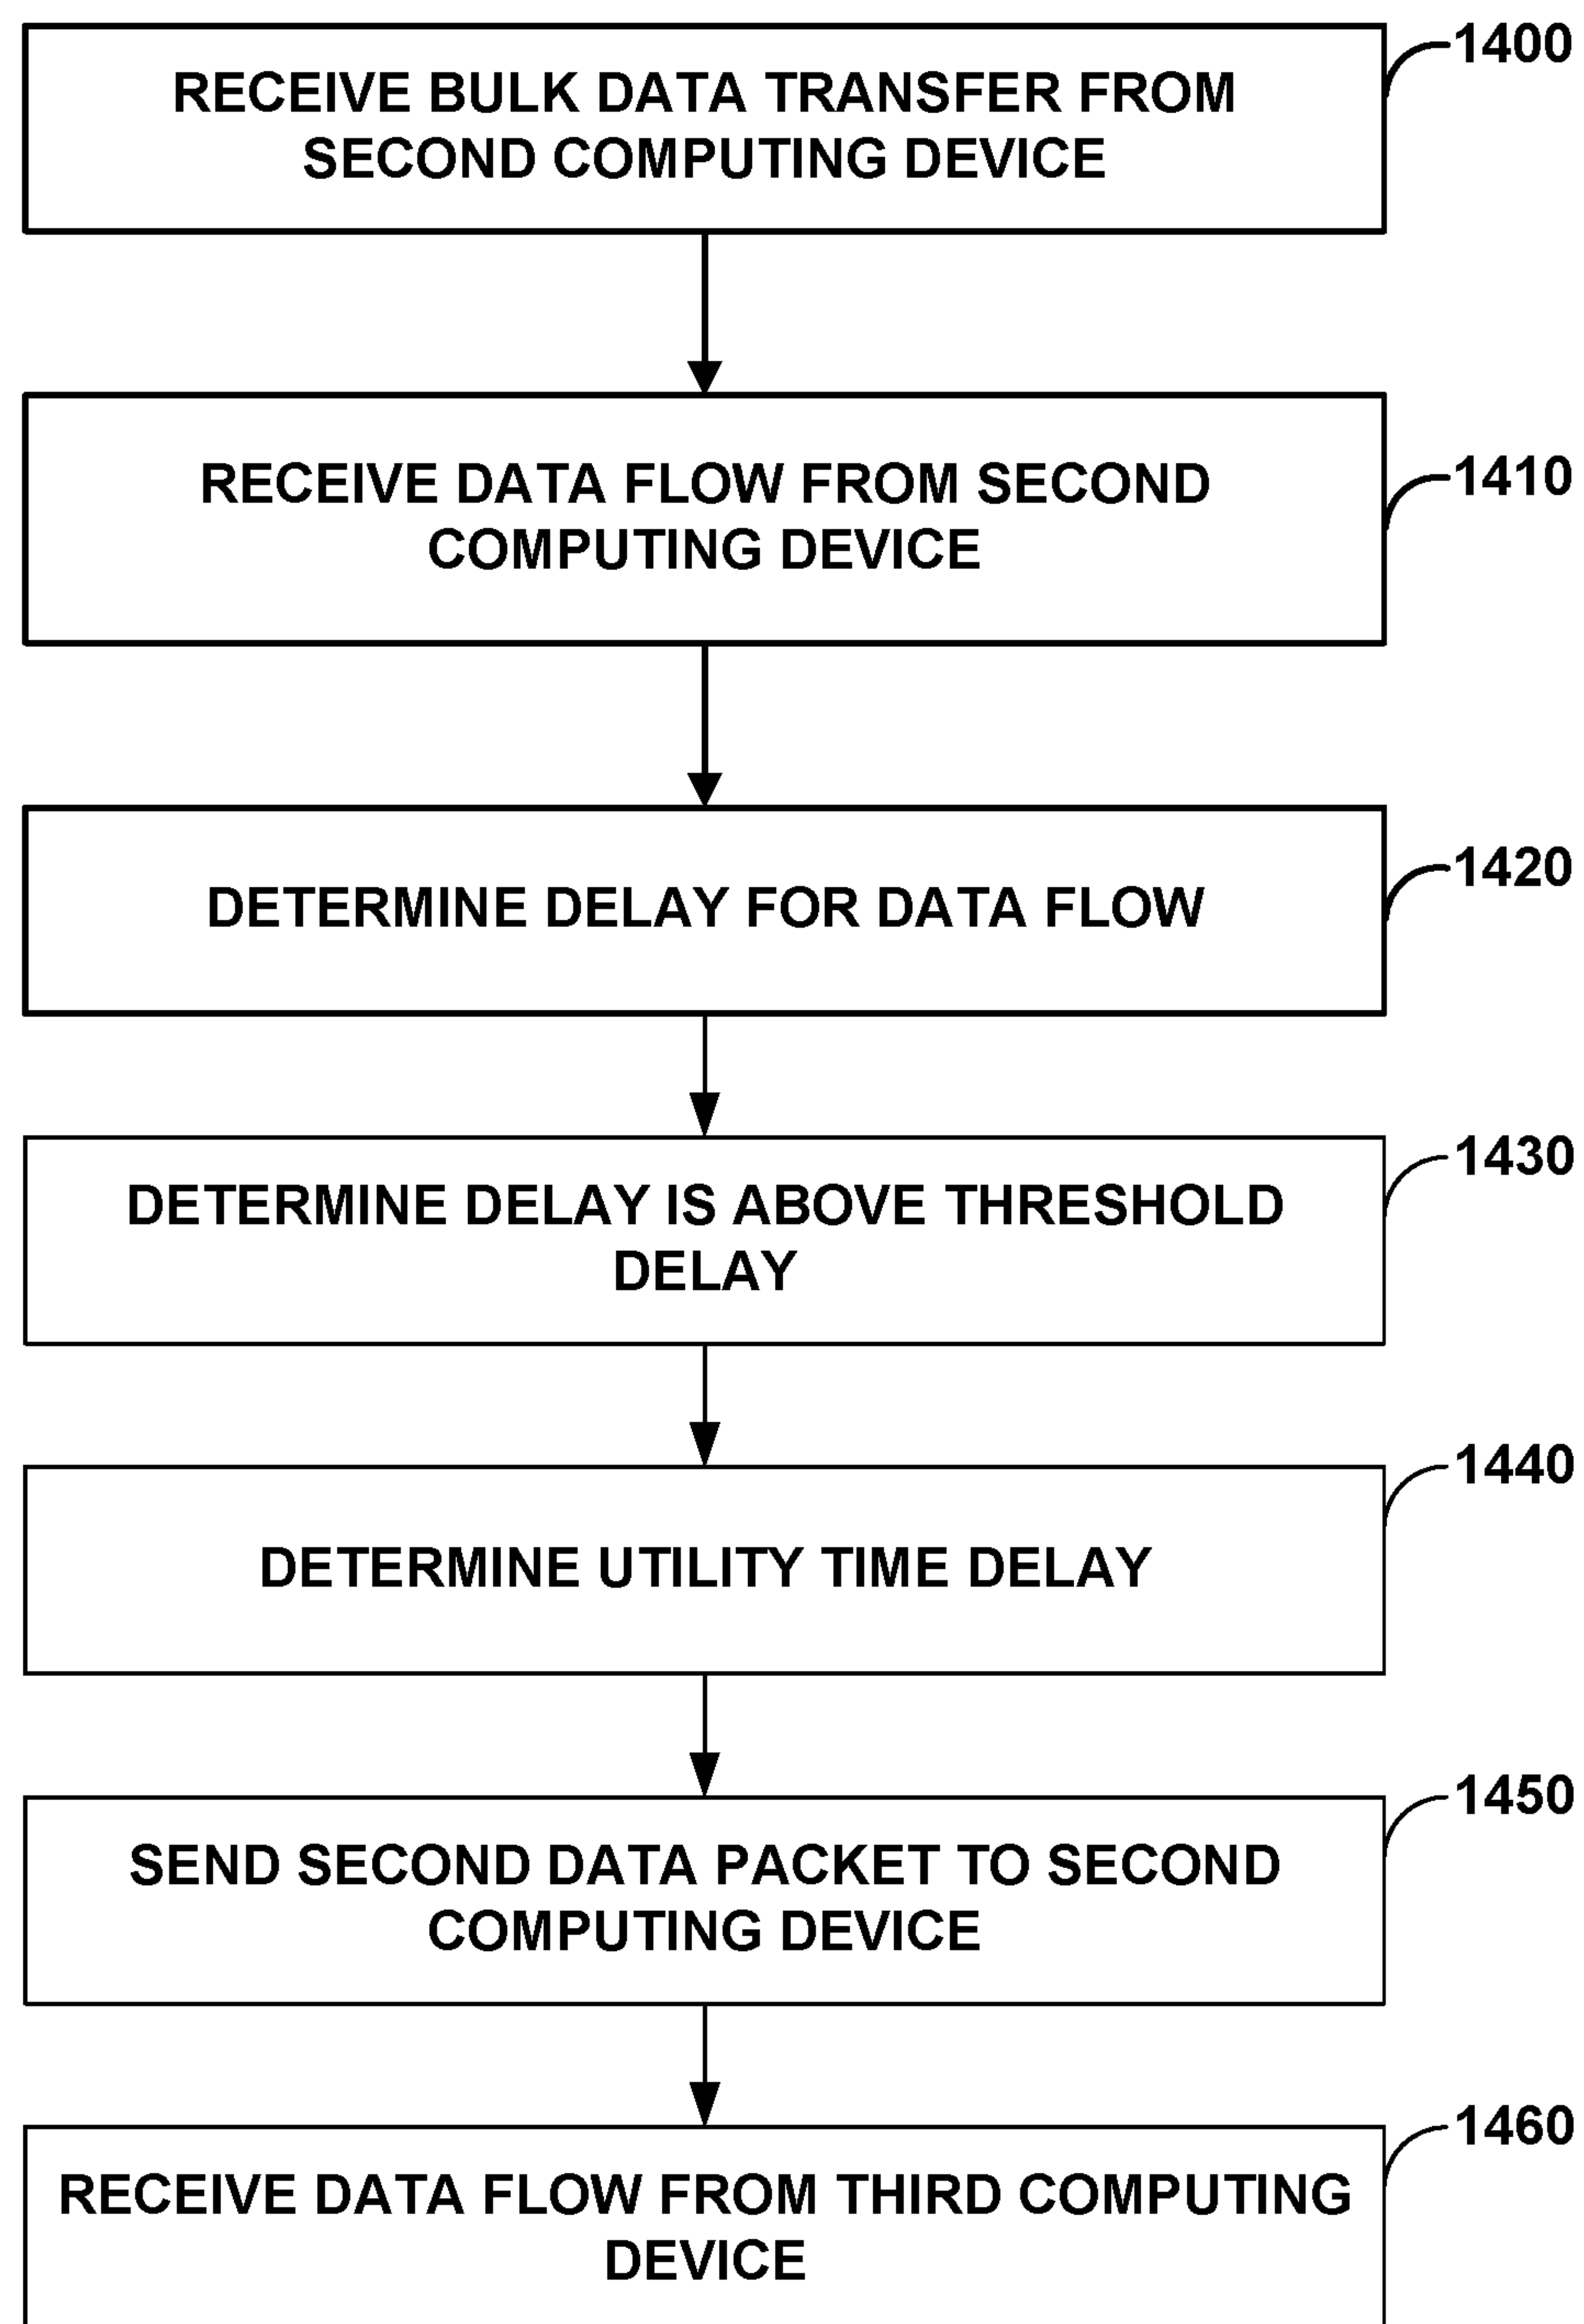 1400
RECEIVE BULK DATA TRANSFER FROM
SECOND COMPUTING DEVICE
1410
RECEIVE DATA FLOW FROM SECOND
COMPUTING DEVICE
1420
DETERMINE DELAY FOR DATA FLOW
1430
DETERMINE DELAY IS ABOVE THRESHOLD
DELAY
1440
DETERMINE UTILITY TIME DELAY
1450
SEND SECOND DATA PACKET TO SECOND
COMPUTING DEVICE
1460
RECEIVE DATA FLOW FROM THIRD COMPUTING
DEVICE